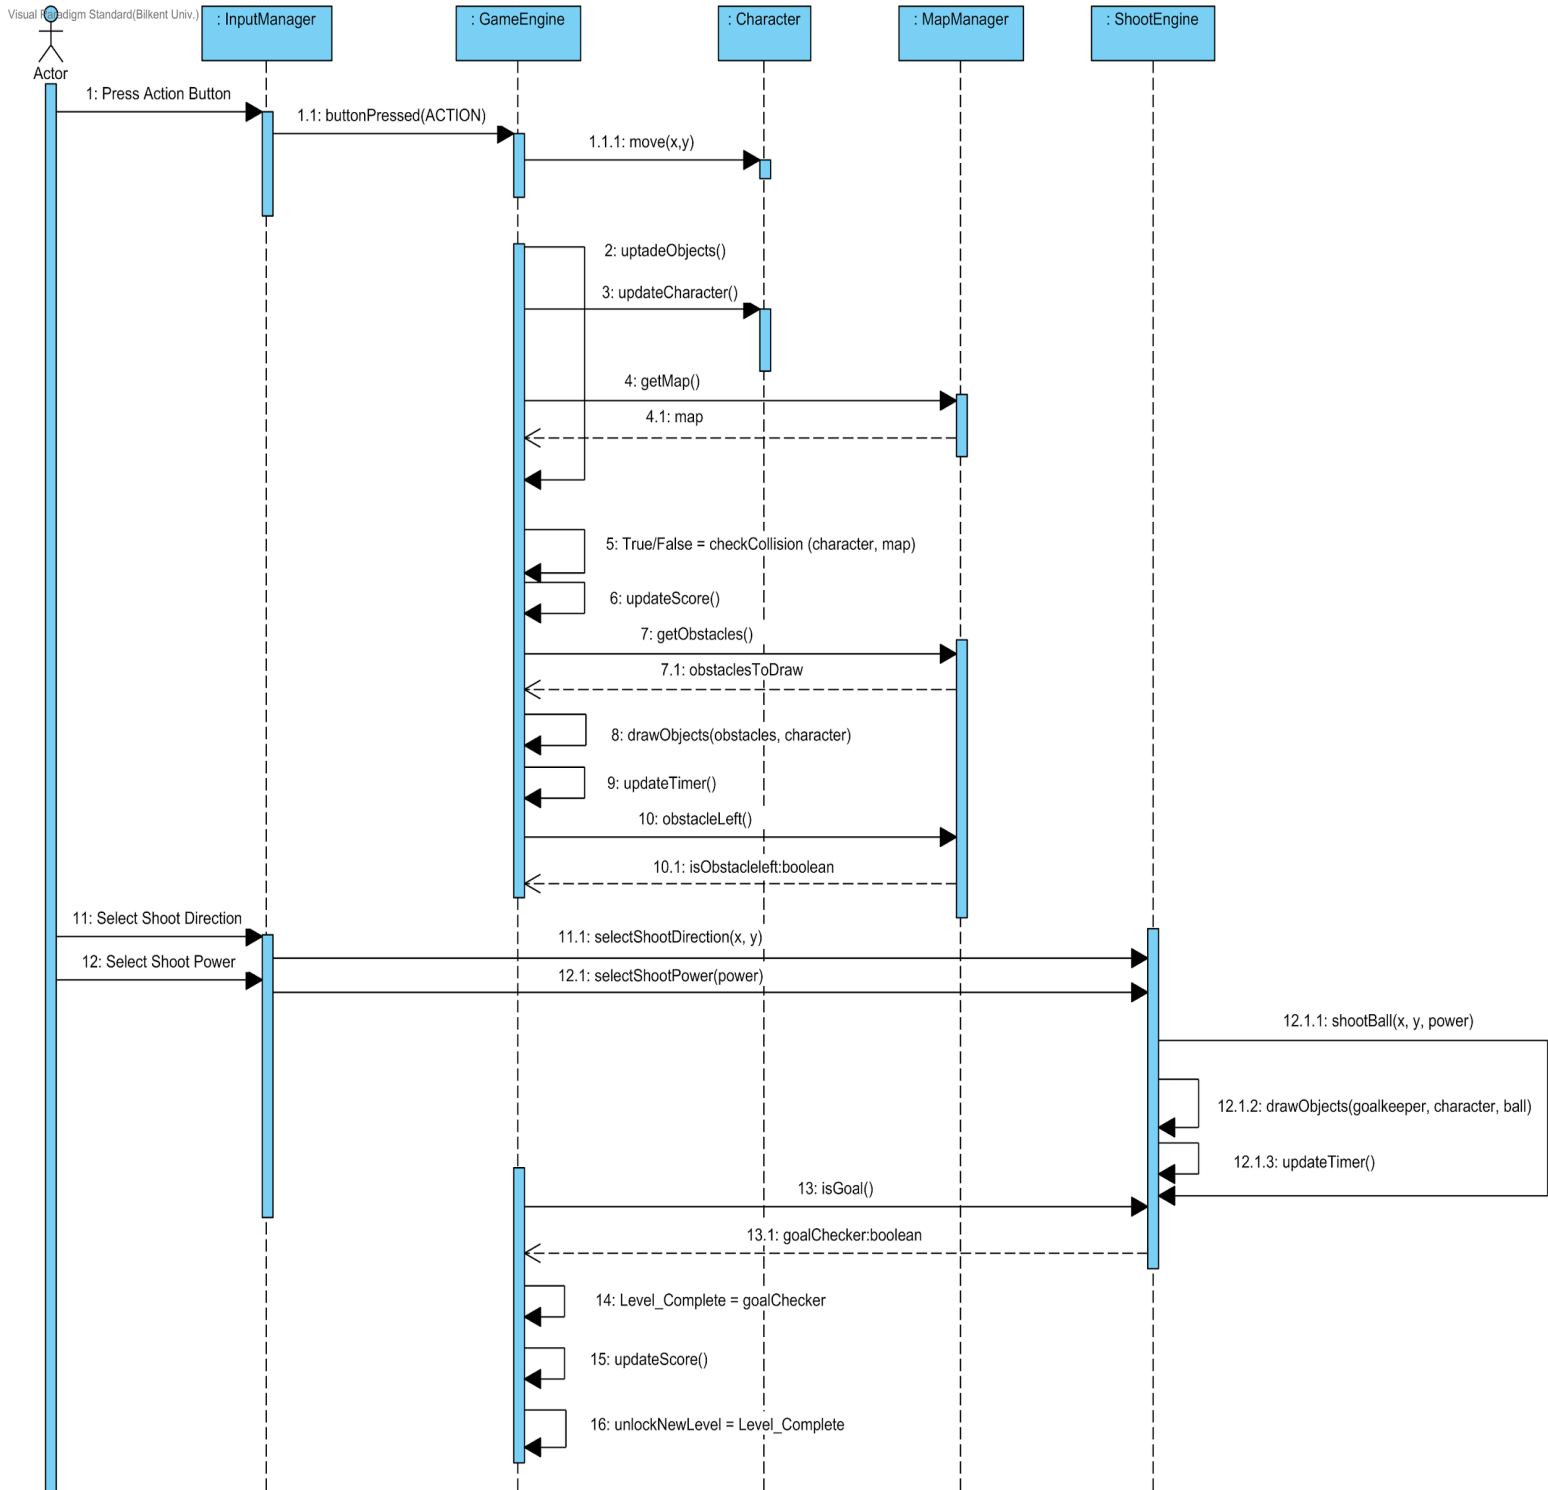 Visual Paradigm Standard(Bilkent Univ.)
Actor
: InputManager
: GameEngine
: Character
: MapManager
: ShootEngine
1: Press Action Button
1.1: buttonPressed(ACTION)
1.1.1: move(x,y)
2: uptadeObjects()
3: updateCharacter()
4: getMap()
4.1: map
5: True/False = checkCollision (character, map)
6: updateScore()
7: getObstacles()
7.1: obstaclesToDraw
8: drawObjects(obstacles, character)
9: updateTimer()
10: obstacleLeft()
10.1: isObstacleleft:boolean
11: Select Shoot Direction
11.1: selectShootDirection(x, y)
12: Select Shoot Power
12.1: selectShootPower(power)
12.1.1: shootBall(x, y, power)
12.1.2: drawObjects(goalkeeper, character, ball)
12.1.3: updateTimer()
13: isGoal()
13.1: goalChecker:boolean
14: Level_Complete = goalChecker
15: updateScore()
16: unlockNewLevel = Level_Complete